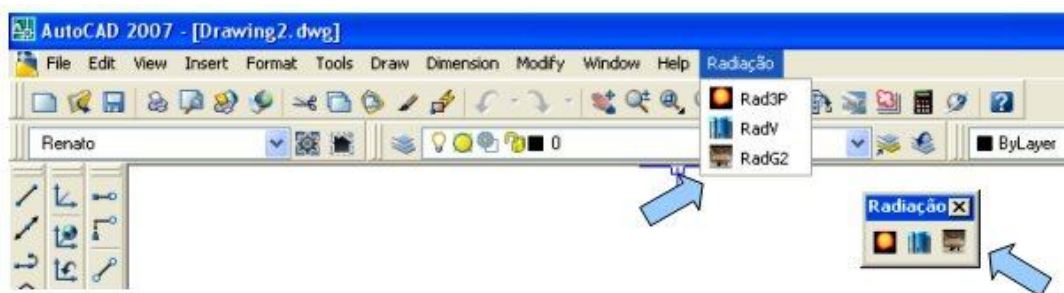 AutoCAD 2007 - [Drawing2.dwg]
File Edit View Insert Format Tools Draw Dimension Modify Window Help Radiação
Rad3P
RadV
RadG2
Renato 0 ByLayer
Radiação